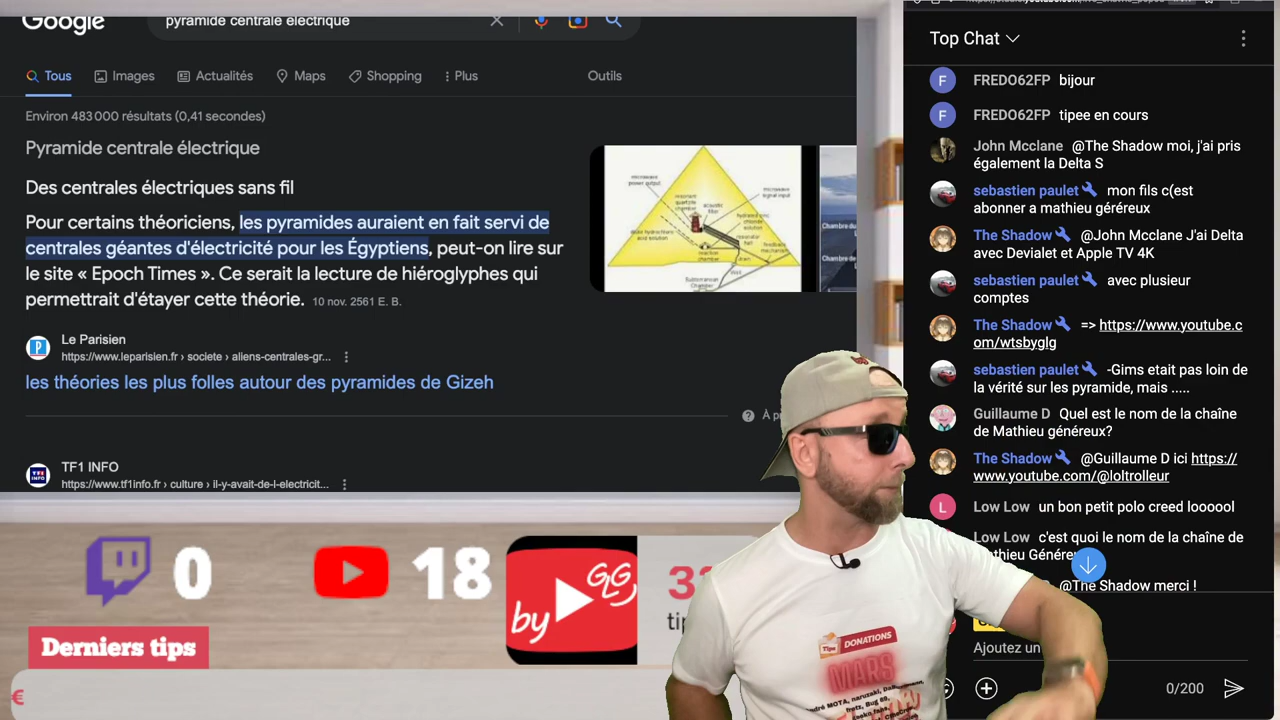 Google
pyramide centrale electrique
Tous
Images
Actualités
Maps
Shopping
Plus
Outils
Environ 483 000 résultats (0,41 secondes)
Pyramide centrale électrique
Des centrales électriques sans fil
Pour certains théoriciens, les pyramides auraient en fait servi de
centrales géantes d'électricité pour les Égyptiens, peut-on lire sur
le site « Epoch Times ». Ce serait la lecture de hiéroglyphes qui
permettrait d'étayer cette théorie. 10 nov. 2561 E. B.
Le Parisien
https://www.leparisien.fr › societe › aliens-centrales-gr...
les théories les plus folles autour des pyramides de Gizeh
TF1 INFO
https://www.tf1info.fr › culture › il-y-avait-de-l-electricit...
Chambre du
0
18
by GLG
Derniers tips
€
Tips DONATIONS
MARS
Top Chat
FREDO62FP bijour
FREDO62FP tipee en cours
John Mcclane @The Shadow moi, j'ai pris
également la Delta S
sebastien paulet mon fils c(est
abonner a mathieu géréreux
The Shadow @John Mcclane J'ai Delta
avec Devialet et Apple TV 4K
sebastien paulet avec plusieur
comptes
The Shadow => https://www.youtube.c
om/wtsbyglg
sebastien paulet -Gims etait pas loin de
la vérité sur les pyramide, mais .....
Guillaume D Quel est le nom de la chaîne
de Mathieu généreux?
The Shadow @Guillaume D ici https://
www.youtube.com/@loltrolleur
Low Low un bon petit polo creed loooool
Low Low c'est quoi le nom de la chaîne de
@The Shadow merci !
Ajoutez un
0/200